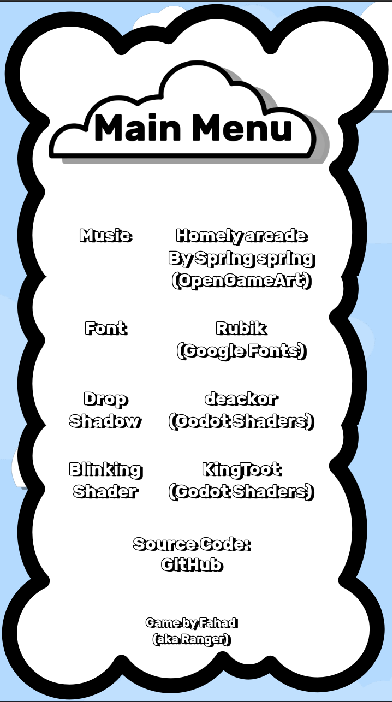 Main Menu
Music
Homely arcade
By Spring spring
(OpenGameArt)
Font
Rubik
(Google Fonts)
Drop
Shadow
deackor
(Godot Shaders)
Blinking
Shader
KingToot
(Godot Shaders)
Source Code:
GitHub
Game by Fahad
(aka Ranger)